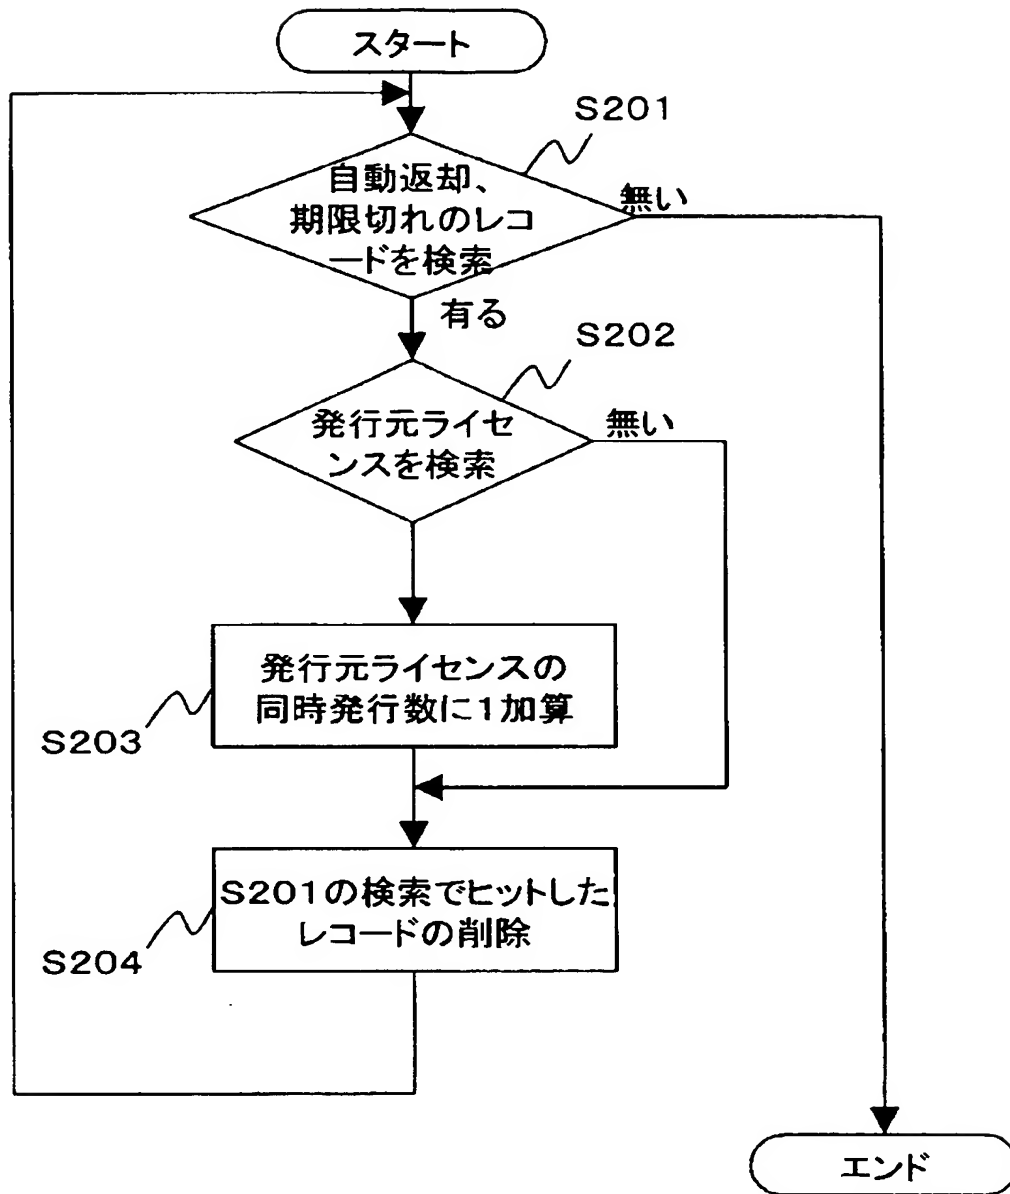 スタート
S201
自動返却、
期限切れのレコ
ードを検索
無い
有る
S202
発行元ライセ
ンスを検索
無い
発行元ライセンスの
同時発行数に1加算
S203
S201の検索でヒットした
レコードの削除
S204
エンド